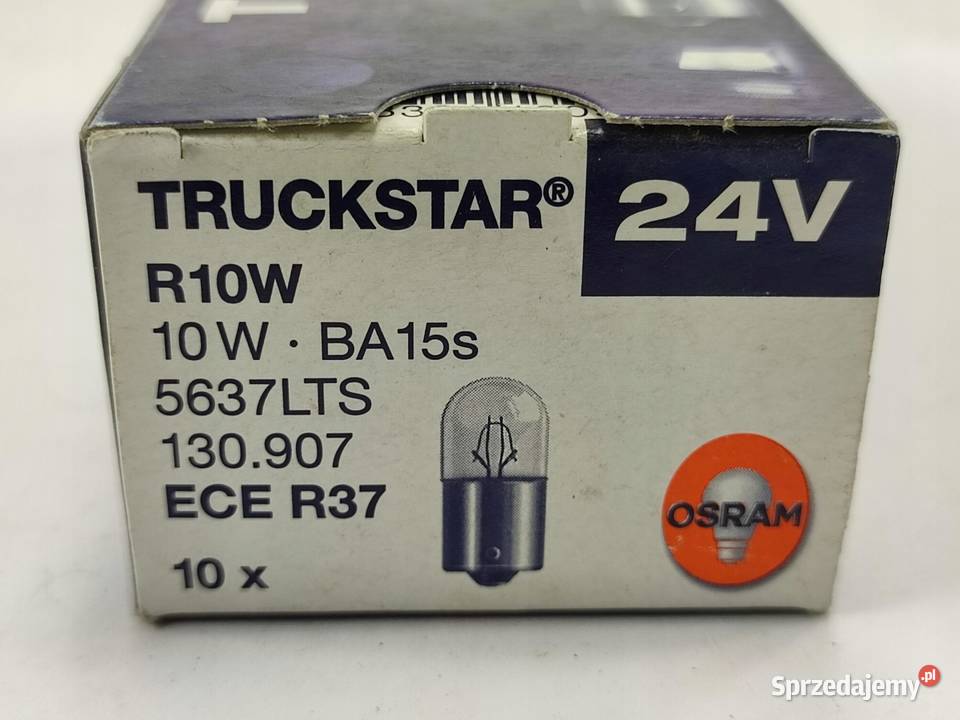 TRUCKSTAR® 24V
R10W
10 W · BA15s
5637LTS
130.907
ECE R37
10 x
OSRAM
Sprzedajemy.pl